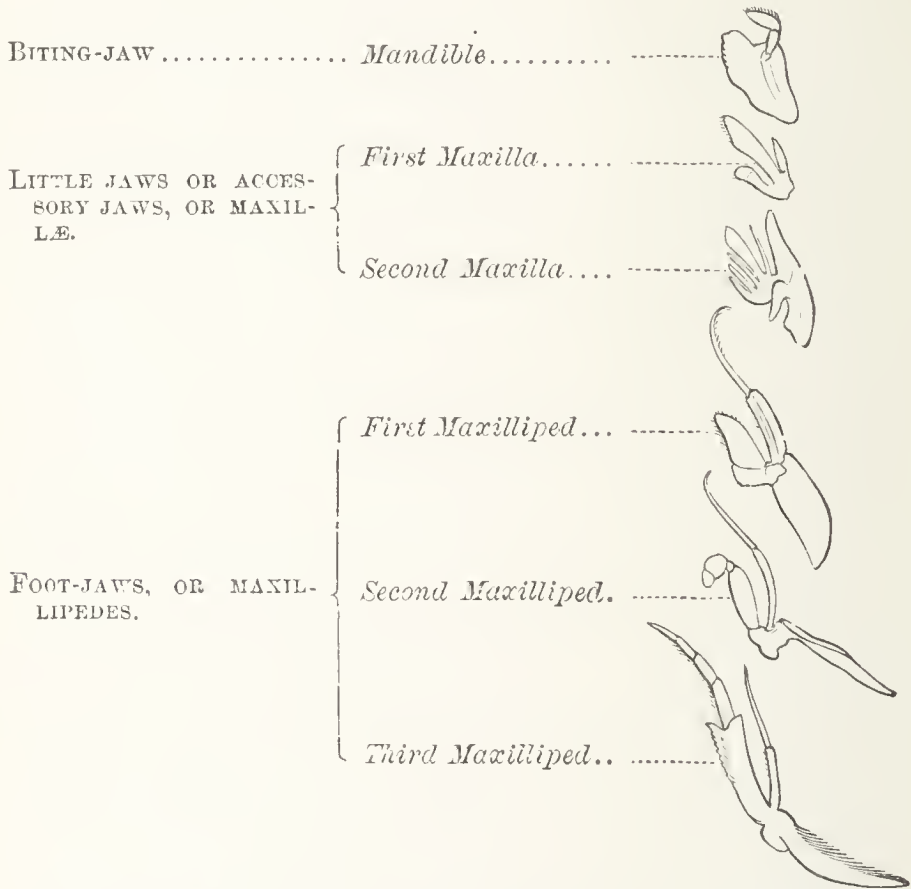 BITING-JAW .............. Mandible..........
LITTLE JAWS OR ACCES-
SORY JAWS, OR MAXIL-
LÆ.
First Maxilla......
Second Maxilla....
First Maxilliped...
FOOT-JAWS, OR MAXIL-
LIPEDES.
Second Maxilliped.
Third Maxilliped..